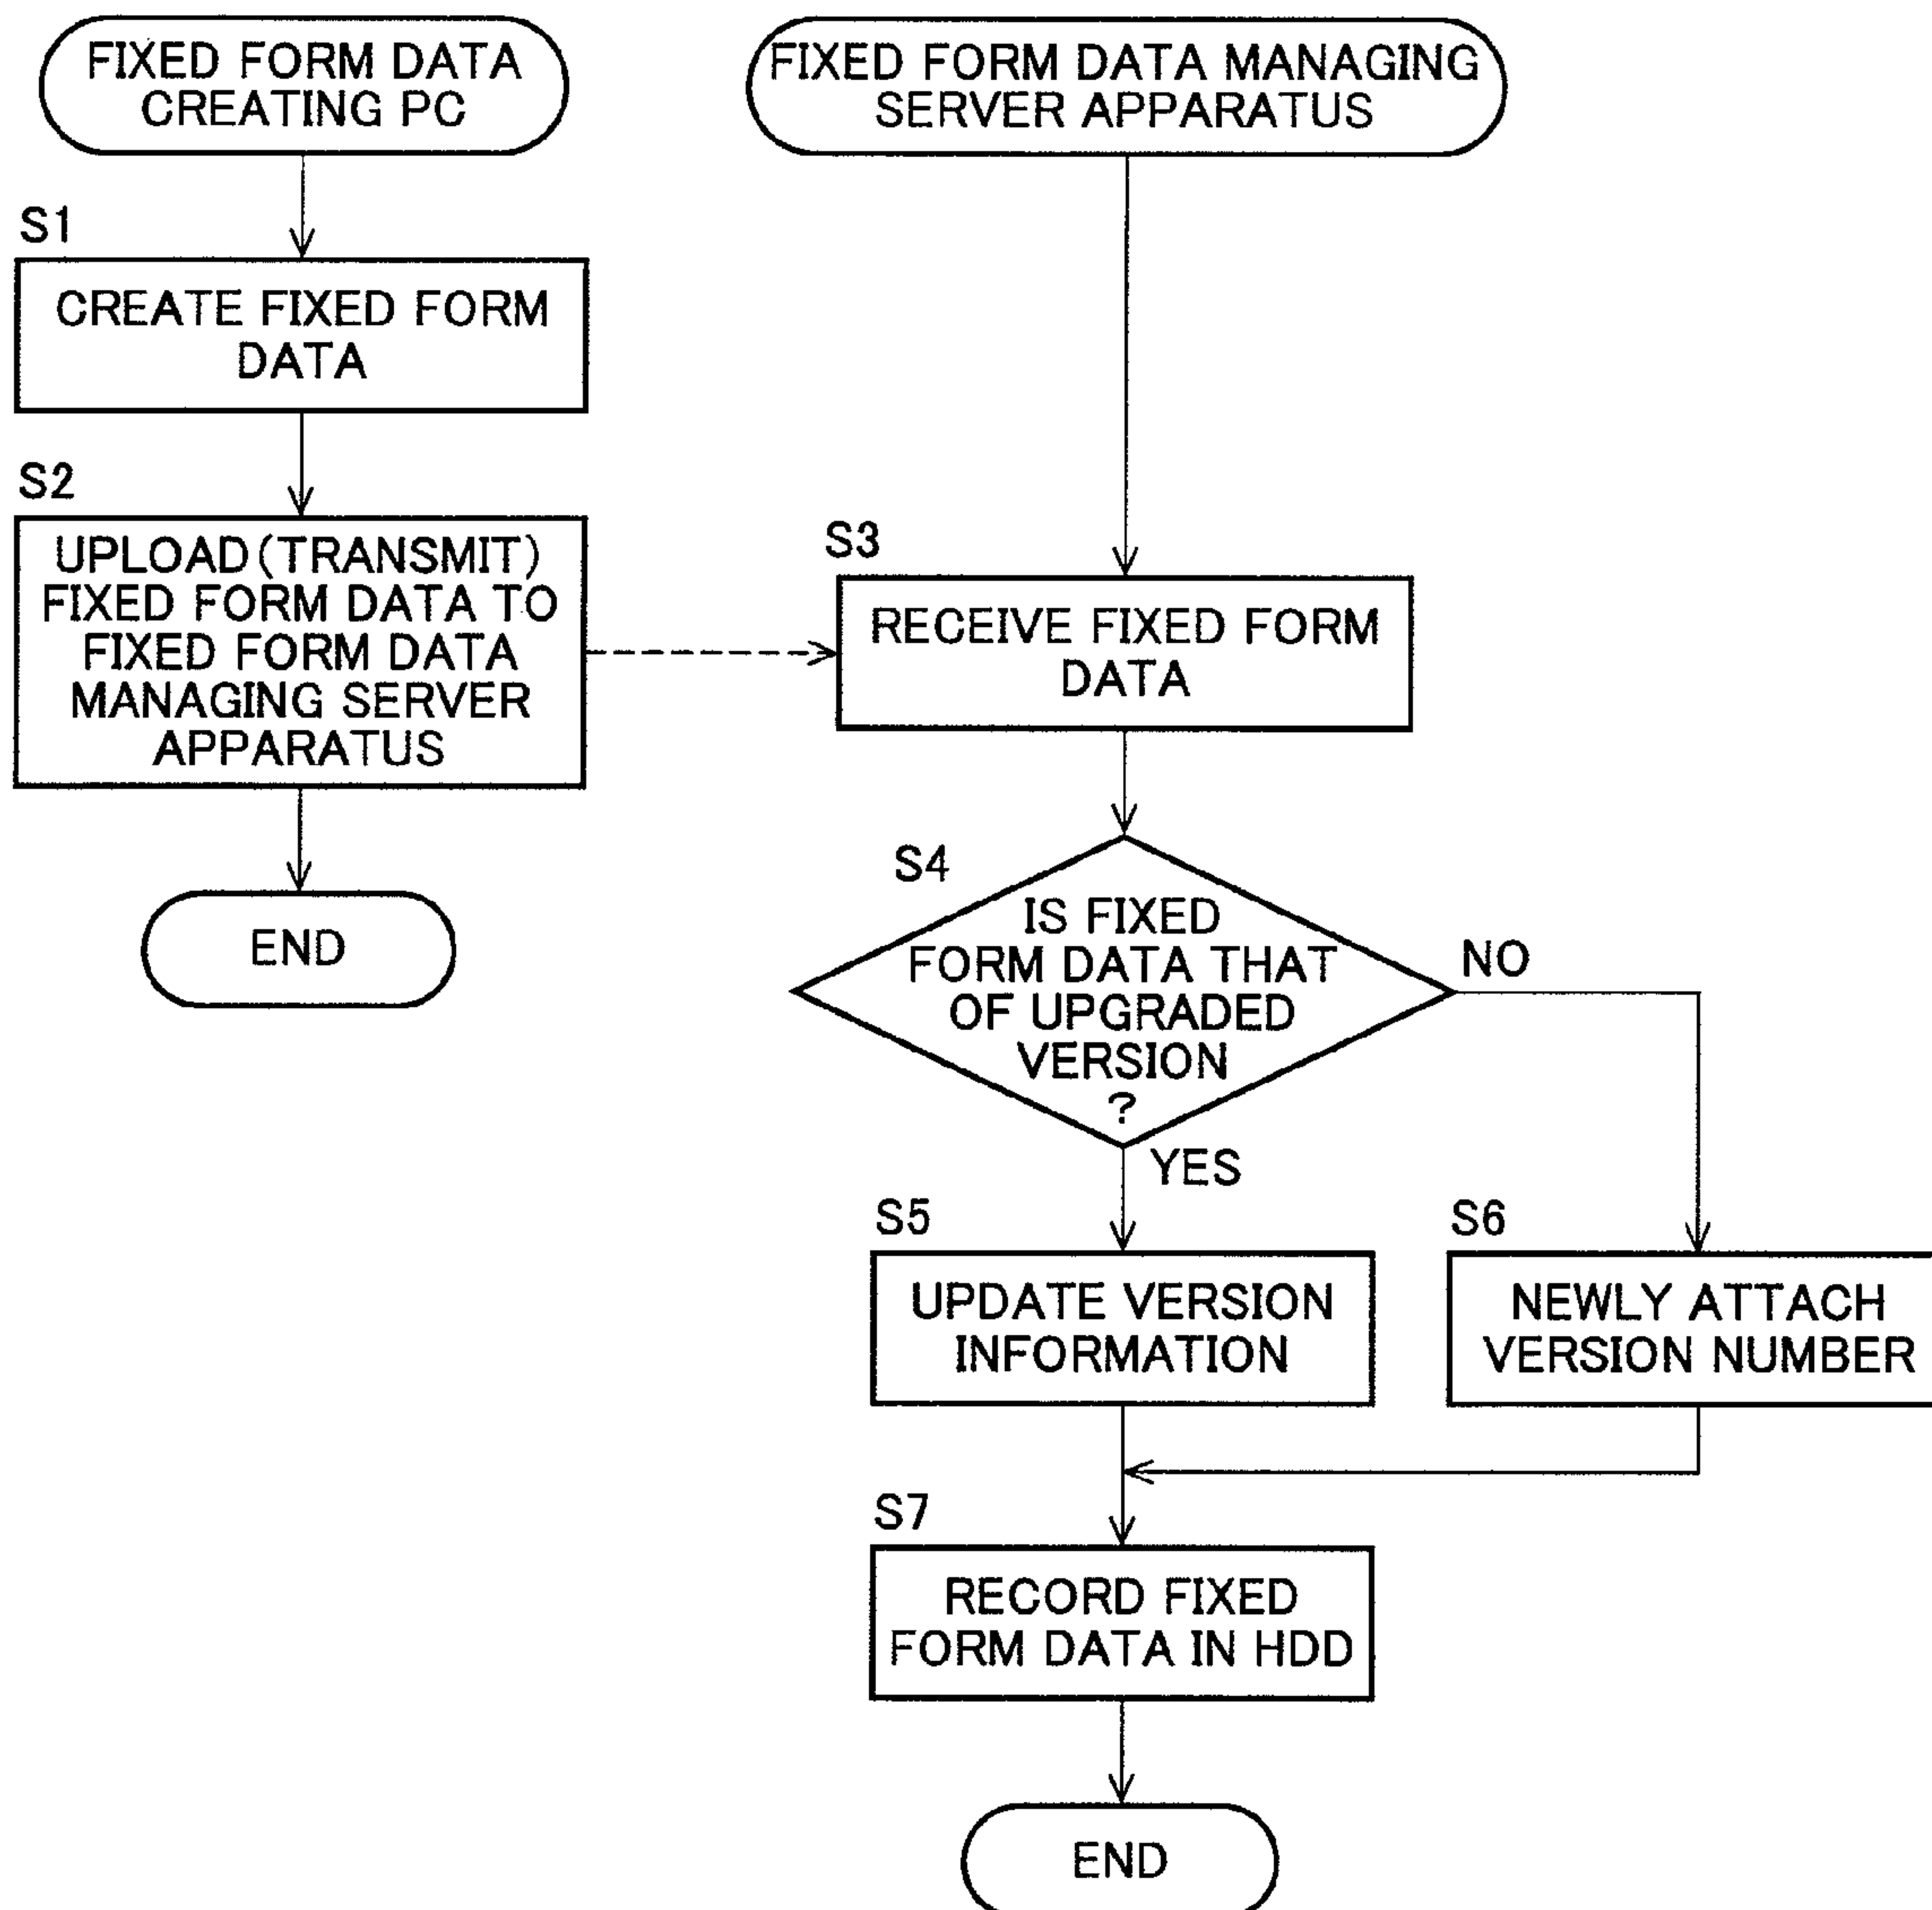 FIXED FORM DATA
CREATING PC
S1
CREATE FIXED FORM
DATA
S2
UPLOAD(TRANSMIT)
FIXED FORM DATA TO
FIXED FORM DATA
MANAGING SERVER
APPARATUS
END
FIXED FORM DATA MANAGING
SERVER APPARATUS
S3
RECEIVE FIXED FORM
DATA
S4
IS FIXED
FORM DATA THAT
OF UPGRADED
VERSION
?
NO
YES
S5
UPDATE VERSION
INFORMATION
S6
NEWLY ATTACH
VERSION NUMBER
S7
RECORD FIXED
FORM DATA IN HDD
END